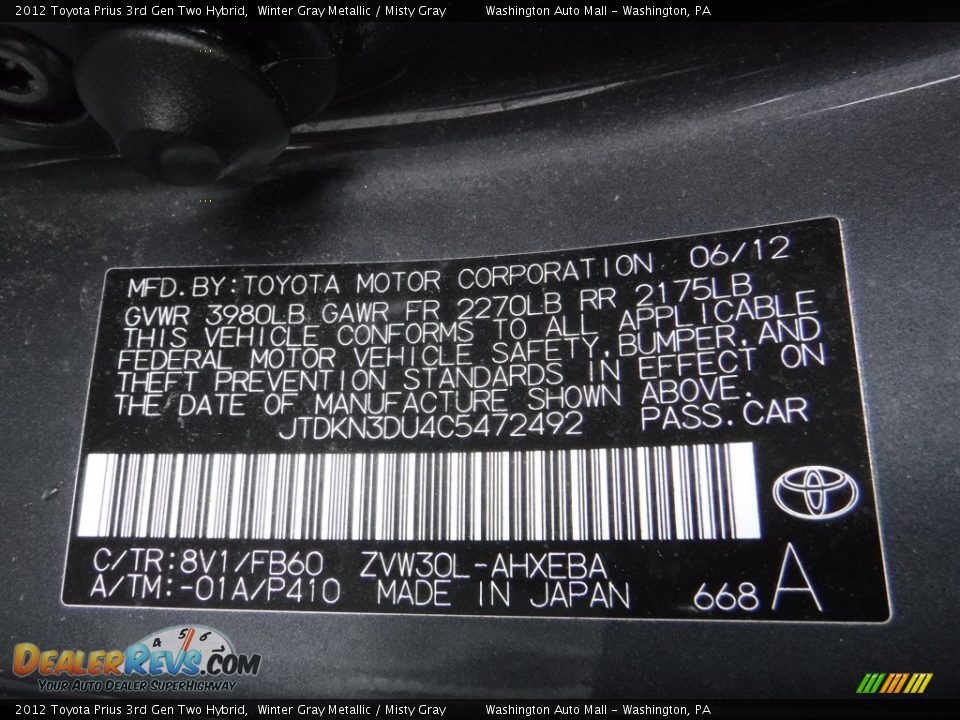 2012 Toyota Prius 3rd Gen Two Hybrid, Winter Gray Metallic / Misty Gray Washington Auto Mall - Washington, PA
MFD.BY:TOYOTA MOTOR CORPORATION 06/12
GVWR 3980LB GAWR FR 2270LB RR 2175LB
THIS VEHICLE CONFORMS TO ALL APPLICABLE
FEDERAL MOTOR VEHICLE SAFETY,BUMPER,AND
THEFT PREVENTION STANDARDS IN EFFECT ON
THE DATE OF MANUFACTURE SHOWN ABOVE.
JTDKN3DU4C5472492 PASS.CAR
C/TR:8V1/FB60 ZVW30L-AHXEBA
A/TM:-01A/P410 MADE IN JAPAN 668 A
4 5 6 7
DEALERREVS.COM
YOUR AUTO DEALER SUPERHIGHWAY
2012 Toyota Prius 3rd Gen Two Hybrid, Winter Gray Metallic / Misty Gray Washington Auto Mall - Washington, PA